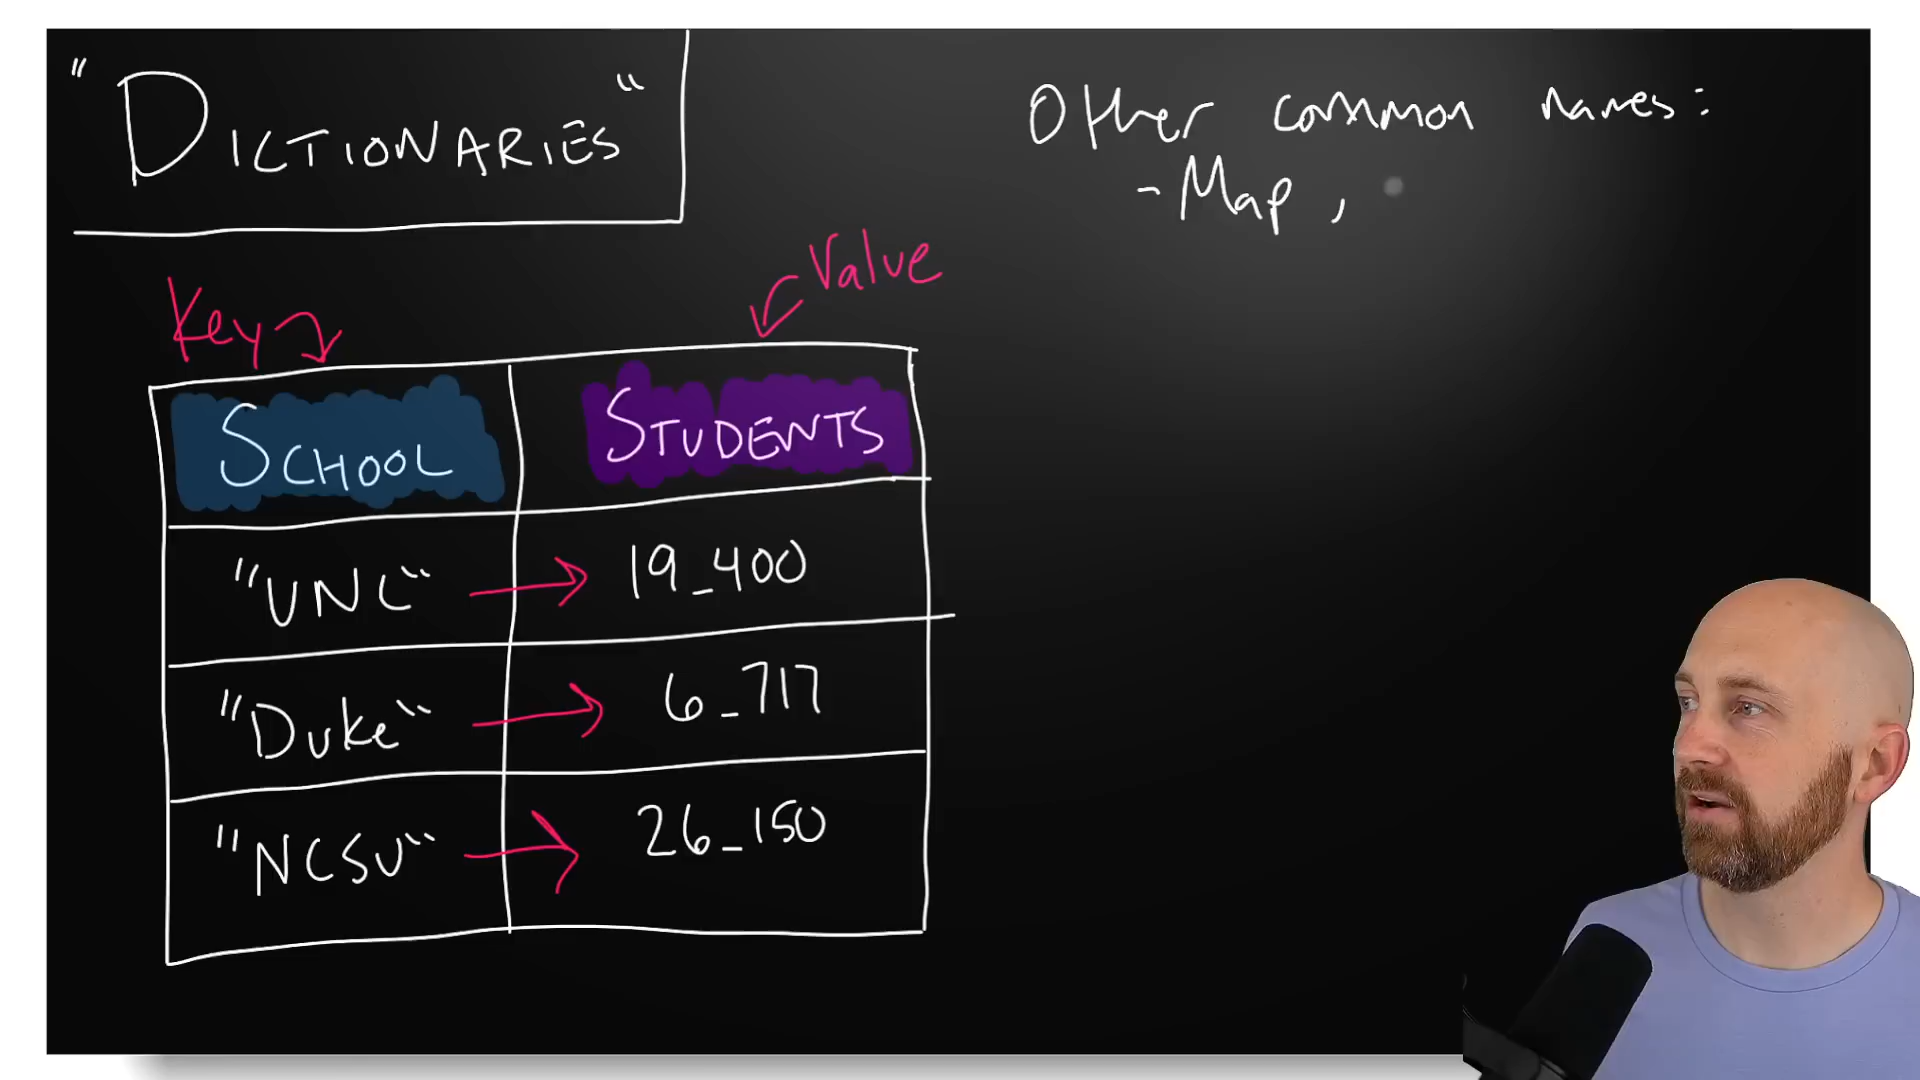 "DICTIONARIES"
Other common names:
- Map,
Key
Value
SCHOOL STUDENTS
"UNC" 19_400
"Duke" 6_717
"NCSU" 26_150